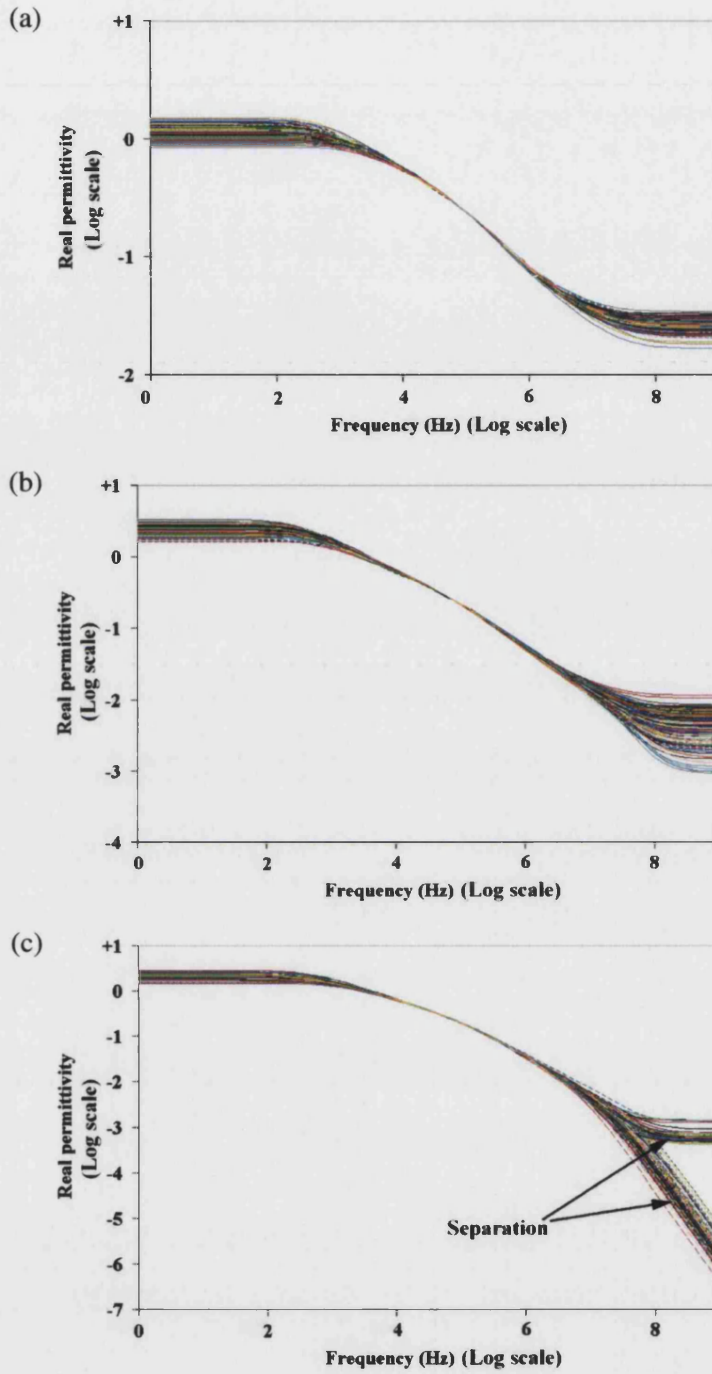 (a)
+1
0
-1
-2
Real permittivity
(Log scale)
0 2 4 6 8
Frequency (Hz) (Log scale)
(b)
+1
0
-1
-2
-3
-4
Real permittivity
(Log scale)
0 2 4 6 8
Frequency (Hz) (Log scale)
(c)
+1
0
-1
-2
-3
-4
-5
-6
-7
Real permittivity
(Log scale)
Separation
0 2 4 6 8
Frequency (Hz) (Log scale)